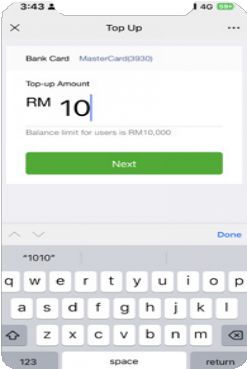 3:43 4G 59+
Top Up
Bank Card MasterCard(3930)
Top-up Amount
RM 10
Balance limit for users is RM10,000
Next
Done
"1010"
q w e r t y u i o p
a s d f g h j k l
z x c v b n m
123 space return